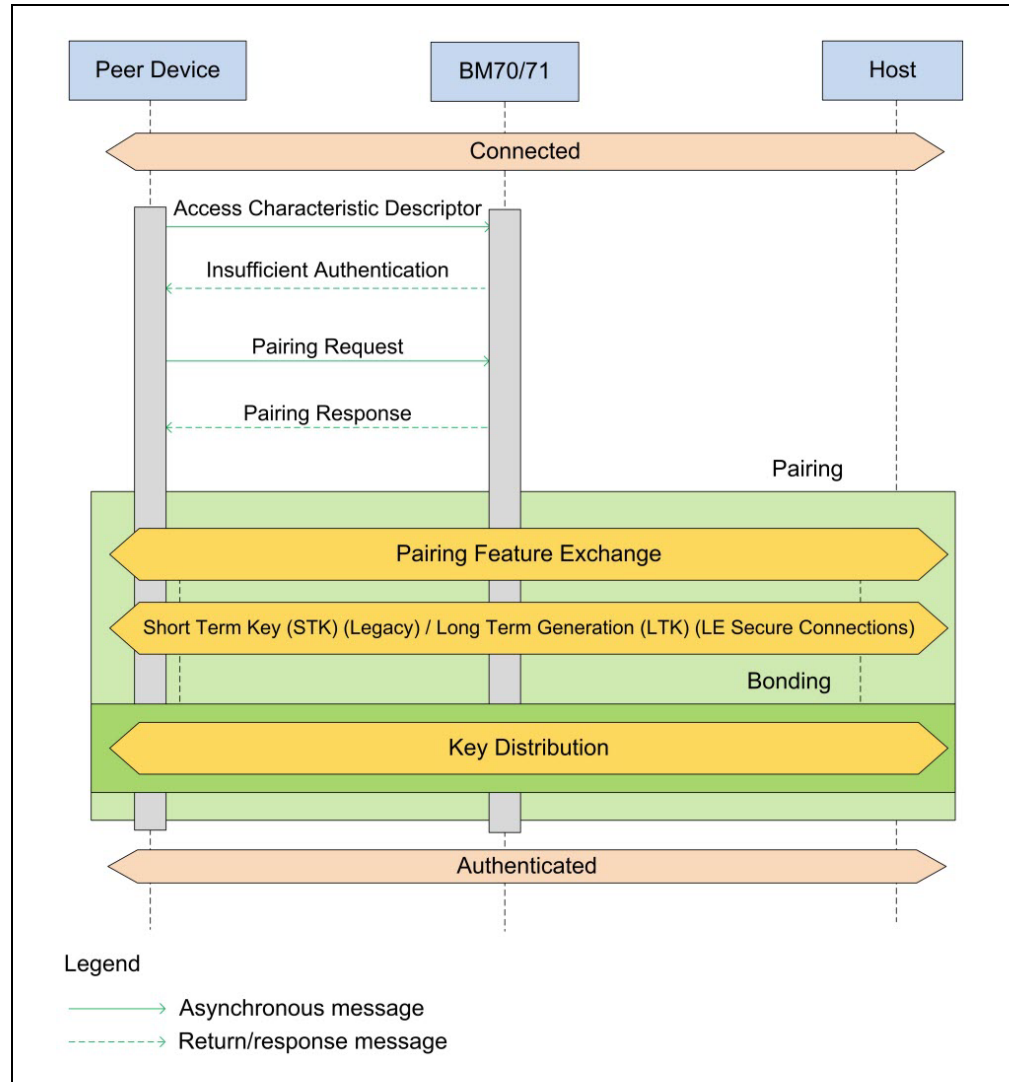 Peer Device
BM70/71
Host
Connected
Access Characteristic Descriptor
Insufficient Authentication
Pairing Request
Pairing Response
Pairing
Pairing Feature Exchange
Short Term Key (STK) (Legacy) / Long Term Generation (LTK) (LE Secure Connections)
Bonding
Key Distribution
Authenticated
Legend
Asynchronous message
Return/response message